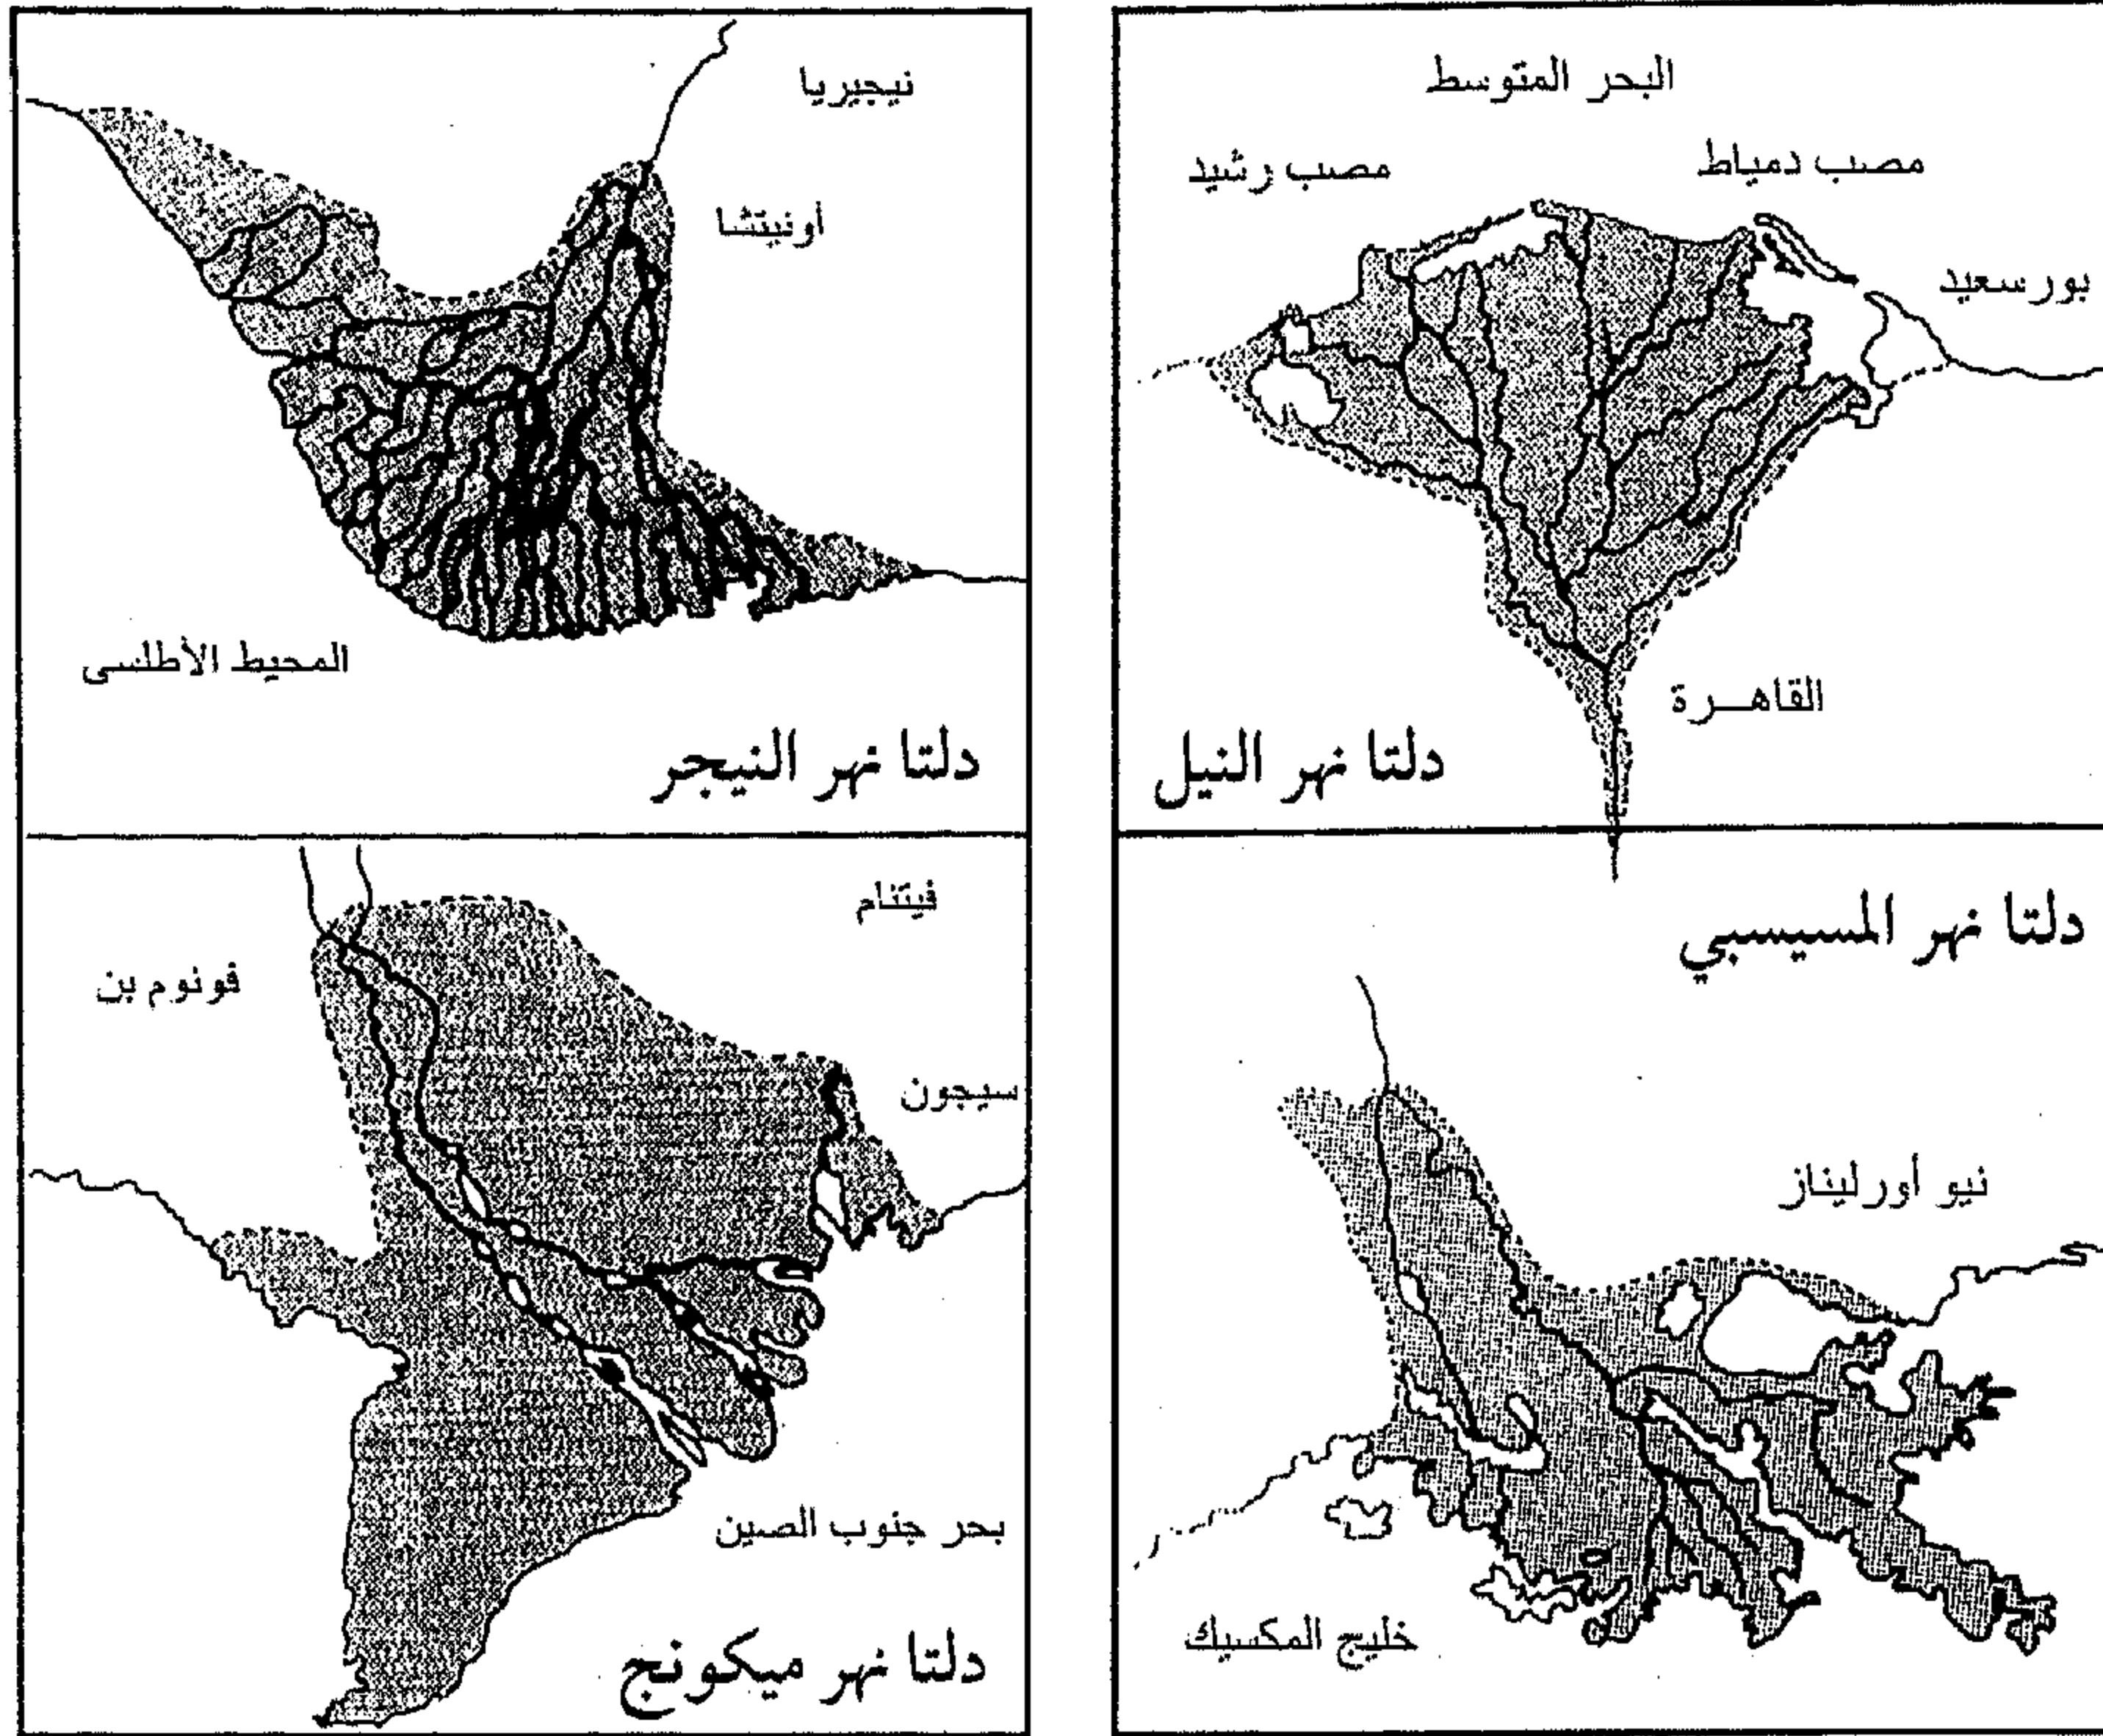 البحر المتوسط
مصب دمياط
مصب رشيد
بورسعيد
القاهـــرة
دلتا نهر النيل
نيجيريا
أونيتشا
المحيط الأطلسى
دلتا نهر النيجر
دلتا نهر المسيسبي
نيو أورليناز
خليج المكسيك
فيتنام
فونوم بن
سيجون
بحر جنوب الصين
دلتا نهر ميكونج